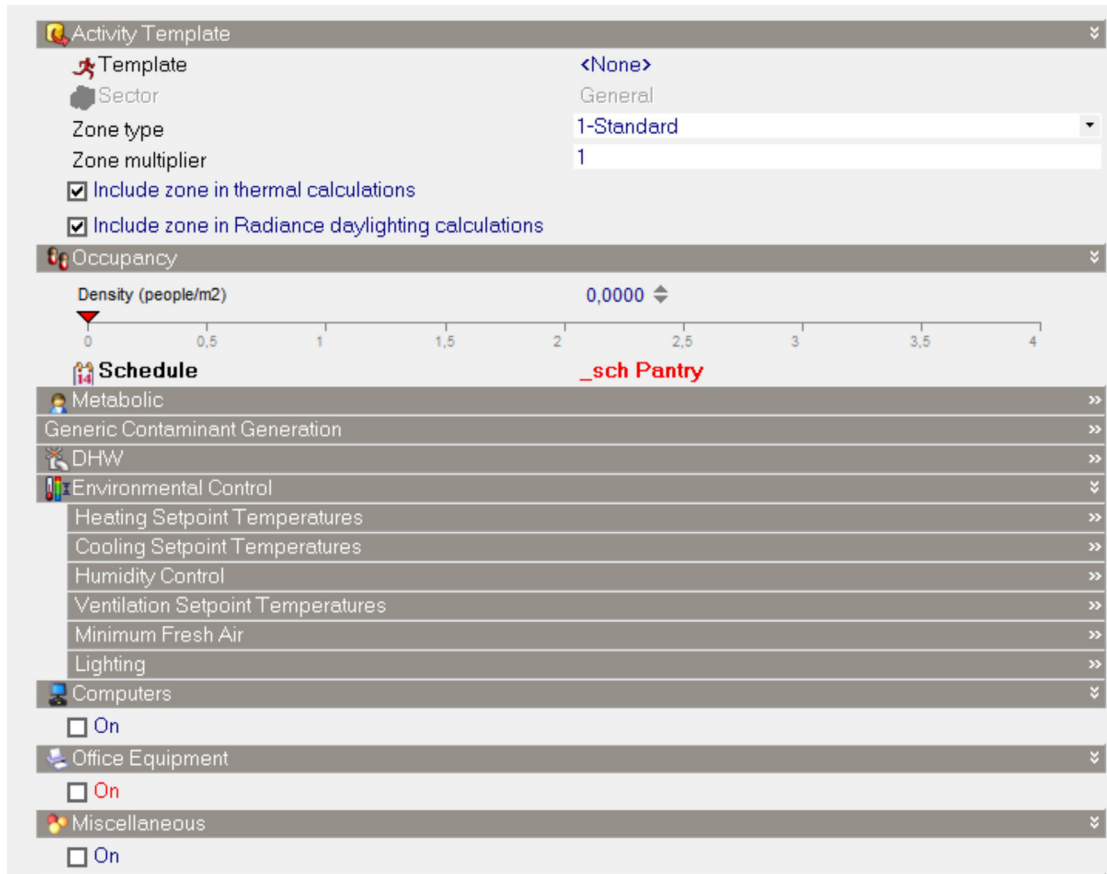 Activity Template
Template <None>
Sector General
Zone type 1-Standard
Zone multiplier 1
Include zone in thermal calculations
Include zone in Radiance daylighting calculations
Occupancy
Density (people/m2) 0,0000
0 0,5 1 1,5 2 2,5 3 3,5 4
14 Schedule _sch Pantry
Metabolic
Generic Contaminant Generation
DHW
Environmental Control
Heating Setpoint Temperatures
Cooling Setpoint Temperatures
Humidity Control
Ventilation Setpoint Temperatures
Minimum Fresh Air
Lighting
Computers
On
Office Equipment
On
Miscellaneous
On